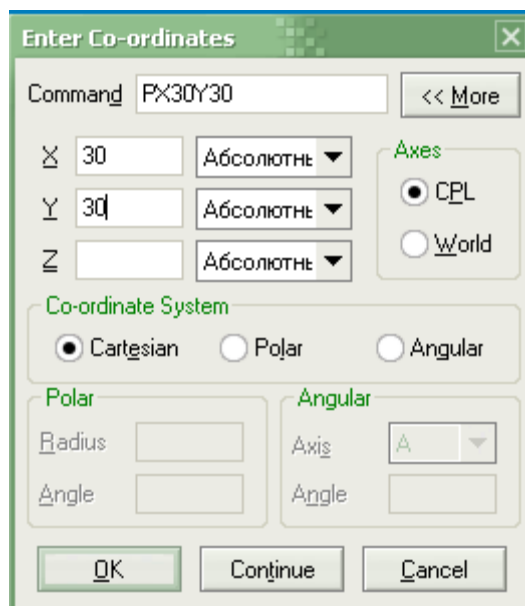 Enter Co-ordinates
Command PX30Y30 << More
X 30 Абсолютнь Axes
CPL
Y 30 Абсолютнь
World
Z Абсолютнь
Co-ordinate System
Cartesian Polar Angular
Polar Angular
Radius Axis A
Angle Angle
OK Continue Cancel